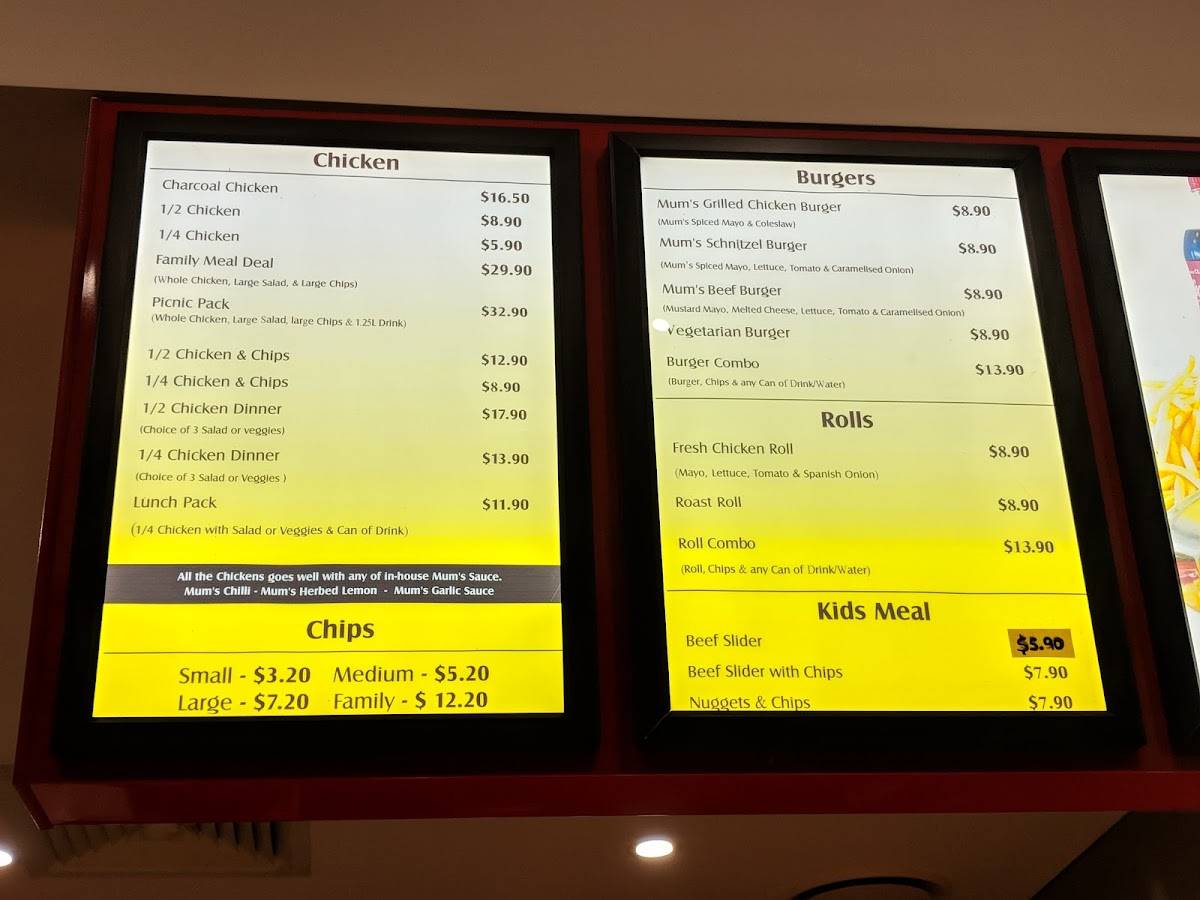 Chicken
Charcoal Chicken $16.50
1/2 Chicken $8.90
1/4 Chicken $5.90
Family Meal Deal $29.90
(Whole Chicken, Large Salad, & Large Chips)
Picnic Pack $32.90
(Whole Chicken, Large Salad, large Chips & 1.25L Drink)
1/2 Chicken & Chips $12.90
1/4 Chicken & Chips $8.90
1/2 Chicken Dinner $17.90
(Choice of 3 Salad or veggies)
1/4 Chicken Dinner $13.90
(Choice of 3 Salad or Veggies )
Lunch Pack $11.90
(1/4 Chicken with Salad or Veggies & Can of Drink)
All the Chickens goes well with any of in-house Mum's Sauce.
Mum's Chilli - Mum's Herbed Lemon - Mum's Garlic Sauce
Chips
Small - $3.20 Medium - $5.20
Large - $7.20 Family - $ 12.20
Burgers
Mum's Grilled Chicken Burger $8.90
(Mum's Spiced Mayo & Coleslaw)
Mum's Schnitzel Burger $8.90
(Mum's Spiced Mayo, Lettuce, Tomato & Caramelised Onion)
Mum's Beef Burger $8.90
(Mustard Mayo, Melted Cheese, Lettuce, Tomato & Caramelised Onion)
Vegetarian Burger $8.90
Burger Combo $13.90
(Burger, Chips & any Can of Drink/Water)
Rolls
Fresh Chicken Roll $8.90
(Mayo, Lettuce, Tomato & Spanish Onion)
Roast Roll $8.90
Roll Combo $13.90
(Roll, Chips & any Can of Drink/Water)
Kids Meal
Beef Slider $5.90
Beef Slider with Chips $7.90
Nuggets & Chips $7.90